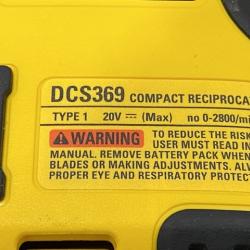 DCS369 COMPACT RECIPROCA
TYPE 1 20V ⎓ (Max) no 0-2800/mi
⚠ WARNING TO REDUCE THE RISK
USER MUST READ IN
MANUAL. REMOVE BATTERY PACK WHEN
BLADES OR MAKING ADJUSTMENTS. ALV
PROPER EYE AND RESPIRATORY PROTECT